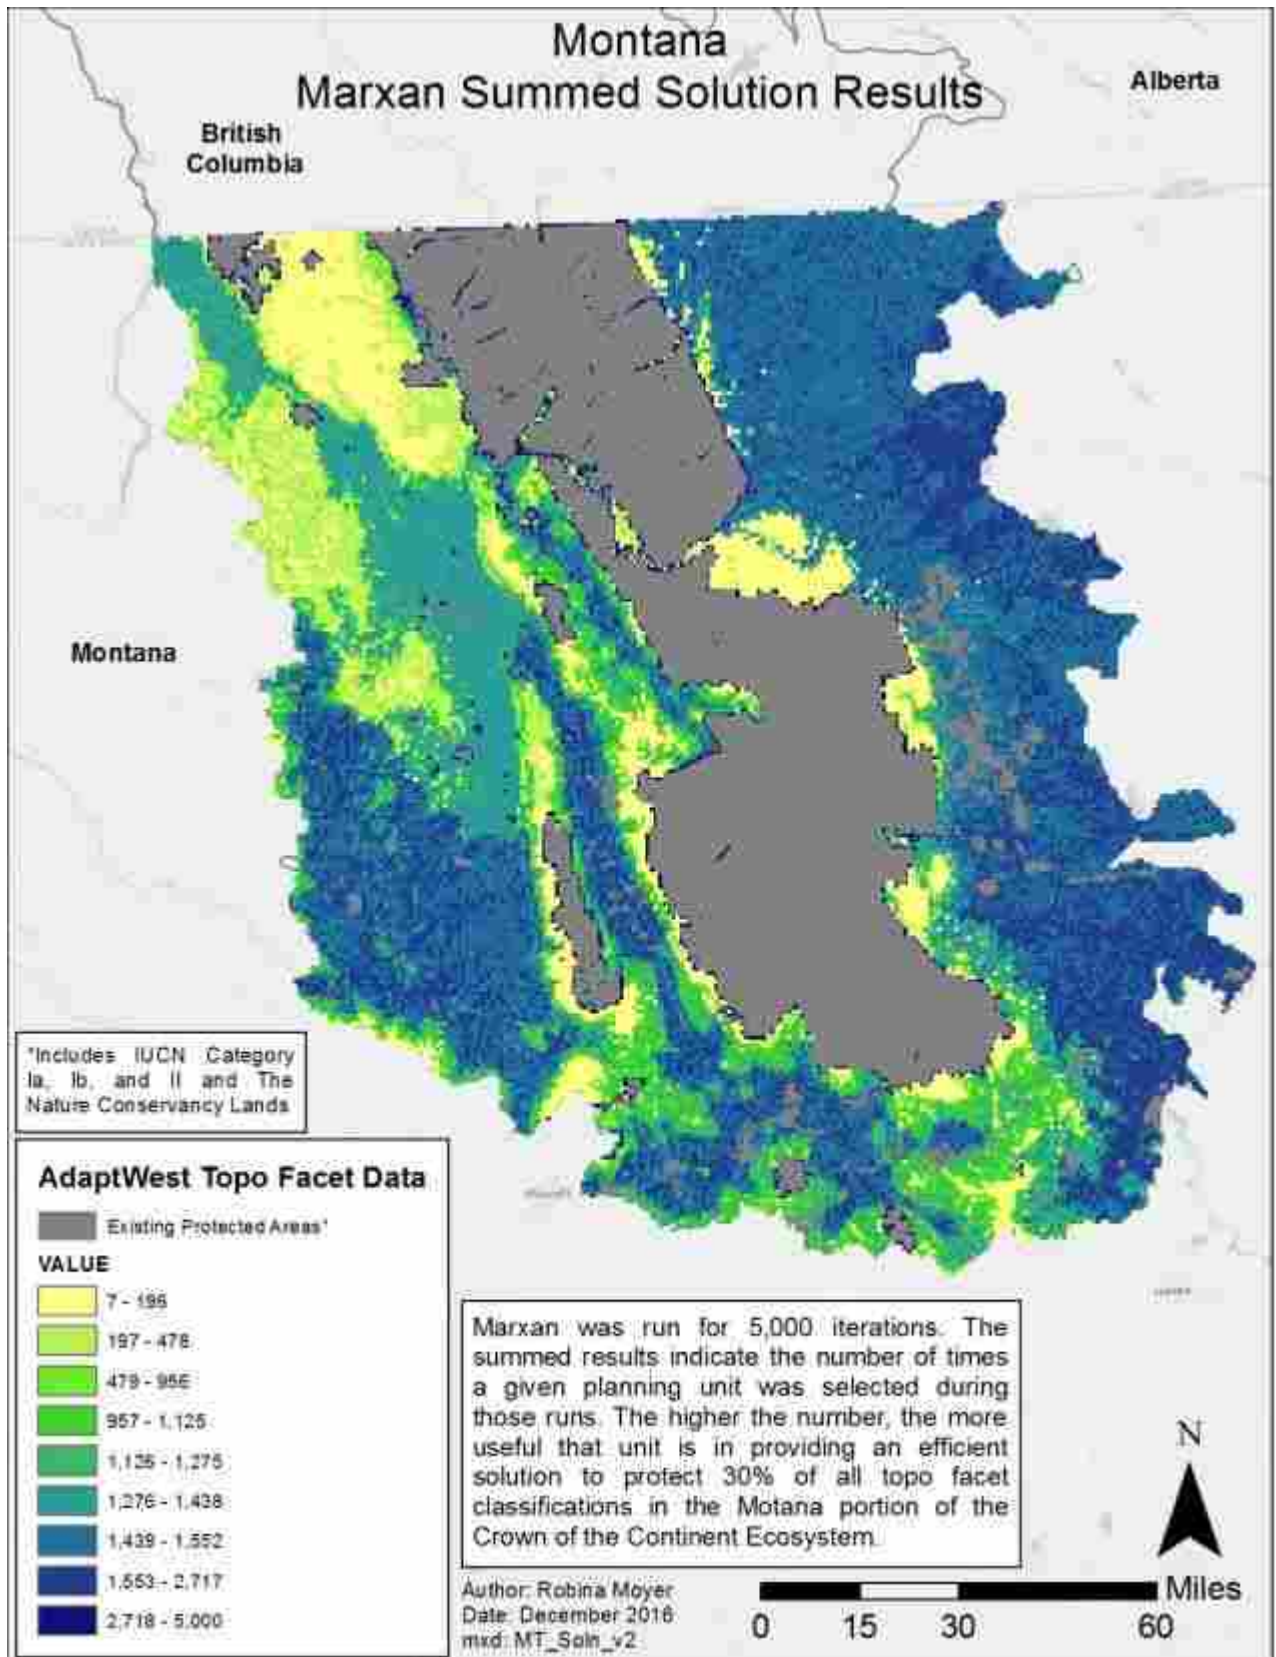 Montana
Marxan Summed Solution Results
Alberta
British
Columbia
Montana
*Includes IUCN Category
Ia, Ib, and II and The
Nature Conservancy Lands
AdaptWest Topo Facet Data
Existing Protected Areas*
VALUE
7 - 196
197 - 478
479 - 956
957 - 1,125
1,126 - 1,275
1,276 - 1,438
1,439 - 1,552
1,553 - 2,717
2,718 - 5,000
Marxan was run for 5,000 iterations. The
summed results indicate the number of times
a given planning unit was selected during
those runs. The higher the number, the more
useful that unit is in providing an efficient
solution to protect 30% of all topo facet
classifications in the Motana portion of the
Crown of the Continent Ecosystem.
Author: Robina Moyer
Date: December 2016
mxd: MT_Soln_v2
N
Miles
0 15 30 60